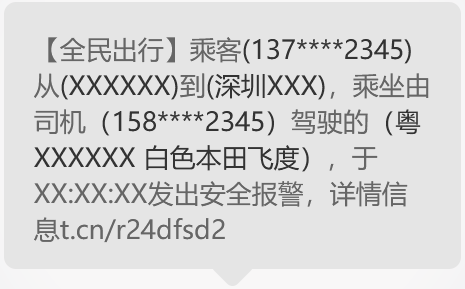 【全民出行】乘客(137****2345)
从(XXXXXX)到(深圳XXX)，乘坐由
司机（158****2345）驾驶的（粤
XXXXXX 白色本田飞度），于
XX:XX:XX发出安全报警，详情信
息t.cn/r24dfsd2